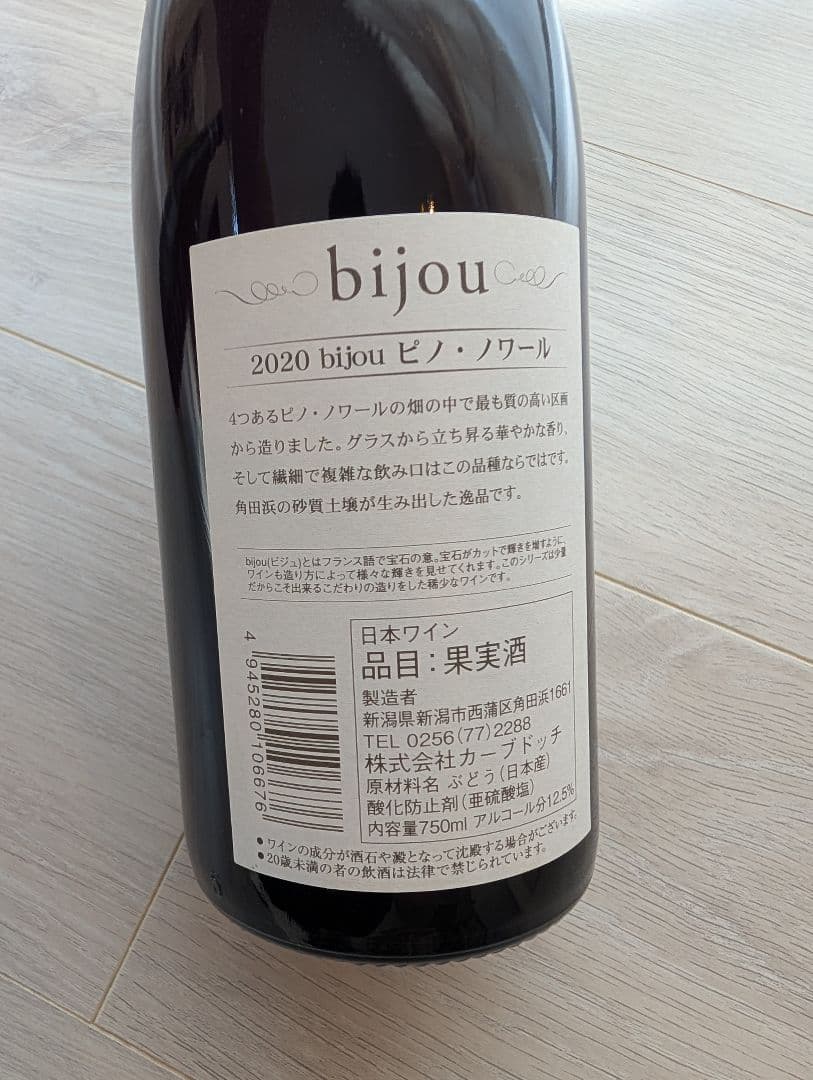 bijou
2020 bijou ピノ・ノワール
4つあるピノ・ノワールの畑の中で最も質の高い区画
から造りました。グラスから立ち昇る華やかな香り、
そして繊細で複雑な飲み口はこの品種ならではです。
角田浜の砂質土壌が生み出した逸品です。
bijou(ビジュ)とはフランス語で宝石の意。宝石がカットで輝きを増すように、
ワインも造り方によって様々な輝きを見せてくれます。このシリーズは少量
だからこそ出来るこだわりの造りをした稀少なワインです。
日本ワイン
品目：果実酒
製造者
新潟県新潟市西蒲区角田浜1661
TEL 0256(77)2288
株式会社カーブドッチ
原材料名 ぶどう(日本産)
酸化防止剤(亜硫酸塩)
内容量750ml アルコール分12.5%
4 945280 106676
●ワインの成分が酒石や澱となって沈殿する場合がございます。
●20歳未満の者の飲酒は法律で禁じられています。